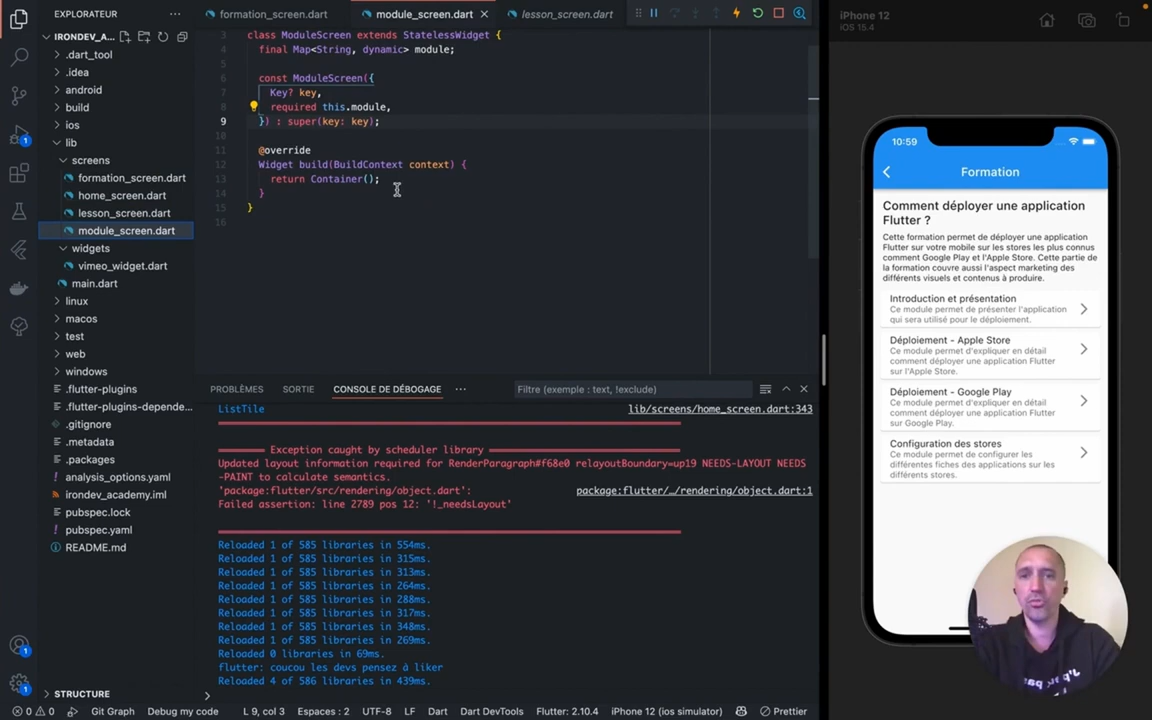 EXPLORATEUR
IRONDEV_A...
.dart_tool
.idea
android
build
ios
lib
screens
formation_screen.dart
home_screen.dart
lesson_screen.dart
module_screen.dart
widgets
vimeo_widget.dart
main.dart
linux
macos
test
web
windows
.flutter-plugins
.flutter-plugins-depende...
.gitignore
.metadata
.packages
analysis_options.yaml
irondev_academy.iml
pubspec.lock
pubspec.yaml
README.md
STRUCTURE
formation_screen.dart
module_screen.dart
lesson_screen.dart
3 class ModuleScreen extends StatelessWidget {
4 final Map<String, dynamic> module;
5
6 const ModuleScreen({
7 Key? key,
8 required this.module,
9 }) : super(key: key);
10
11 @override
12 Widget build(BuildContext context) {
13 return Container();
14 }
15 }
16
PROBLÈMES SORTIE CONSOLE DE DÉBOGAGE Filtre (exemple : text, !exclude)
ListTile lib/screens/home_screen.dart:343
Exception caught by scheduler library
Updated layout information required for RenderParagraph#f68e0 relayoutBoundary=up19 NEEDS-LAYOUT NEEDS
-PAINT to calculate semantics.
'package:flutter/src/rendering/object.dart': package:flutter/…/rendering/object.dart:1
Failed assertion: line 2789 pos 12: '!_needsLayout'
Reloaded 1 of 585 libraries in 554ms.
Reloaded 1 of 585 libraries in 315ms.
Reloaded 1 of 585 libraries in 313ms.
Reloaded 1 of 585 libraries in 264ms.
Reloaded 1 of 585 libraries in 288ms.
Reloaded 1 of 585 libraries in 317ms.
Reloaded 1 of 585 libraries in 348ms.
Reloaded 1 of 585 libraries in 269ms.
Reloaded 0 libraries in 69ms.
flutter: coucou les devs pensez à liker
Reloaded 4 of 586 libraries in 439ms.
0 0 Git Graph Debug my code L 9, col 3 Espaces : 2 UTF-8 LF Dart Dart DevTools Flutter: 2.10.4 iPhone 12 (ios simulator) Prettier
iPhone 12
iOS 15.4
10:59
Formation
Comment déployer une application
Flutter ?
Cette formation permet de déployer une application
Flutter sur votre mobile sur les stores les plus connus
comment Google Play et l'Apple Store. Cette partie de
la formation couvre aussi l'aspect marketing des
différents visuels et contenus à produire.
Introduction et présentation
Ce module permet de présenter l'application
qui sera utilisé pour le déploiement.
Déploiement - Apple Store
Ce module permet d'expliquer en détail
comment déployer une application Flutter
sur l'Apple Store.
Déploiement - Google Play
Ce module permet d'expliquer en détail
comment déployer une application Flutter
sur Google Play.
Configuration des stores
Ce module permet de configurer les
différentes fiches des applications sur les
différents stores.